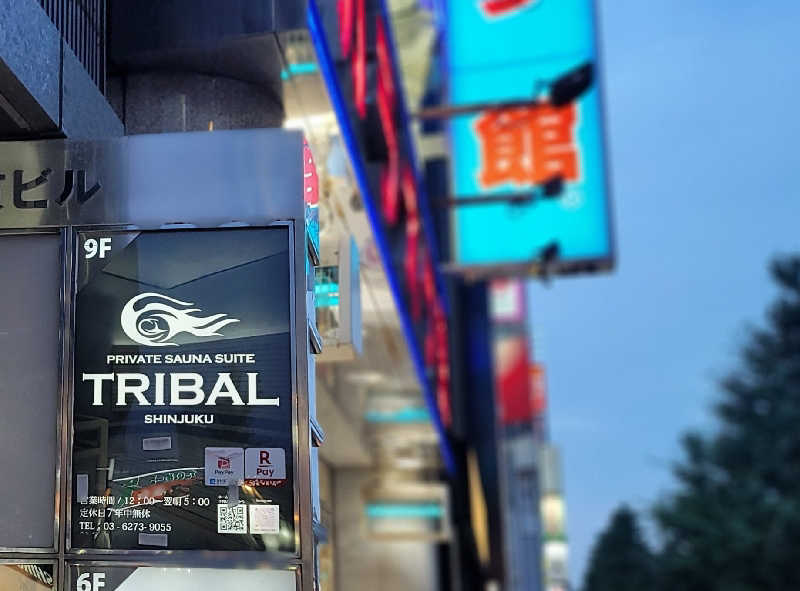 館
ビル
9F
PRIVATE SAUNA SUITE
TRIBAL
SHINJUKU
PayPay
R
Pay
営業時間/12:00〜翌朝5:00
定休日/年中無休
TEL:03-6273-9055
6F